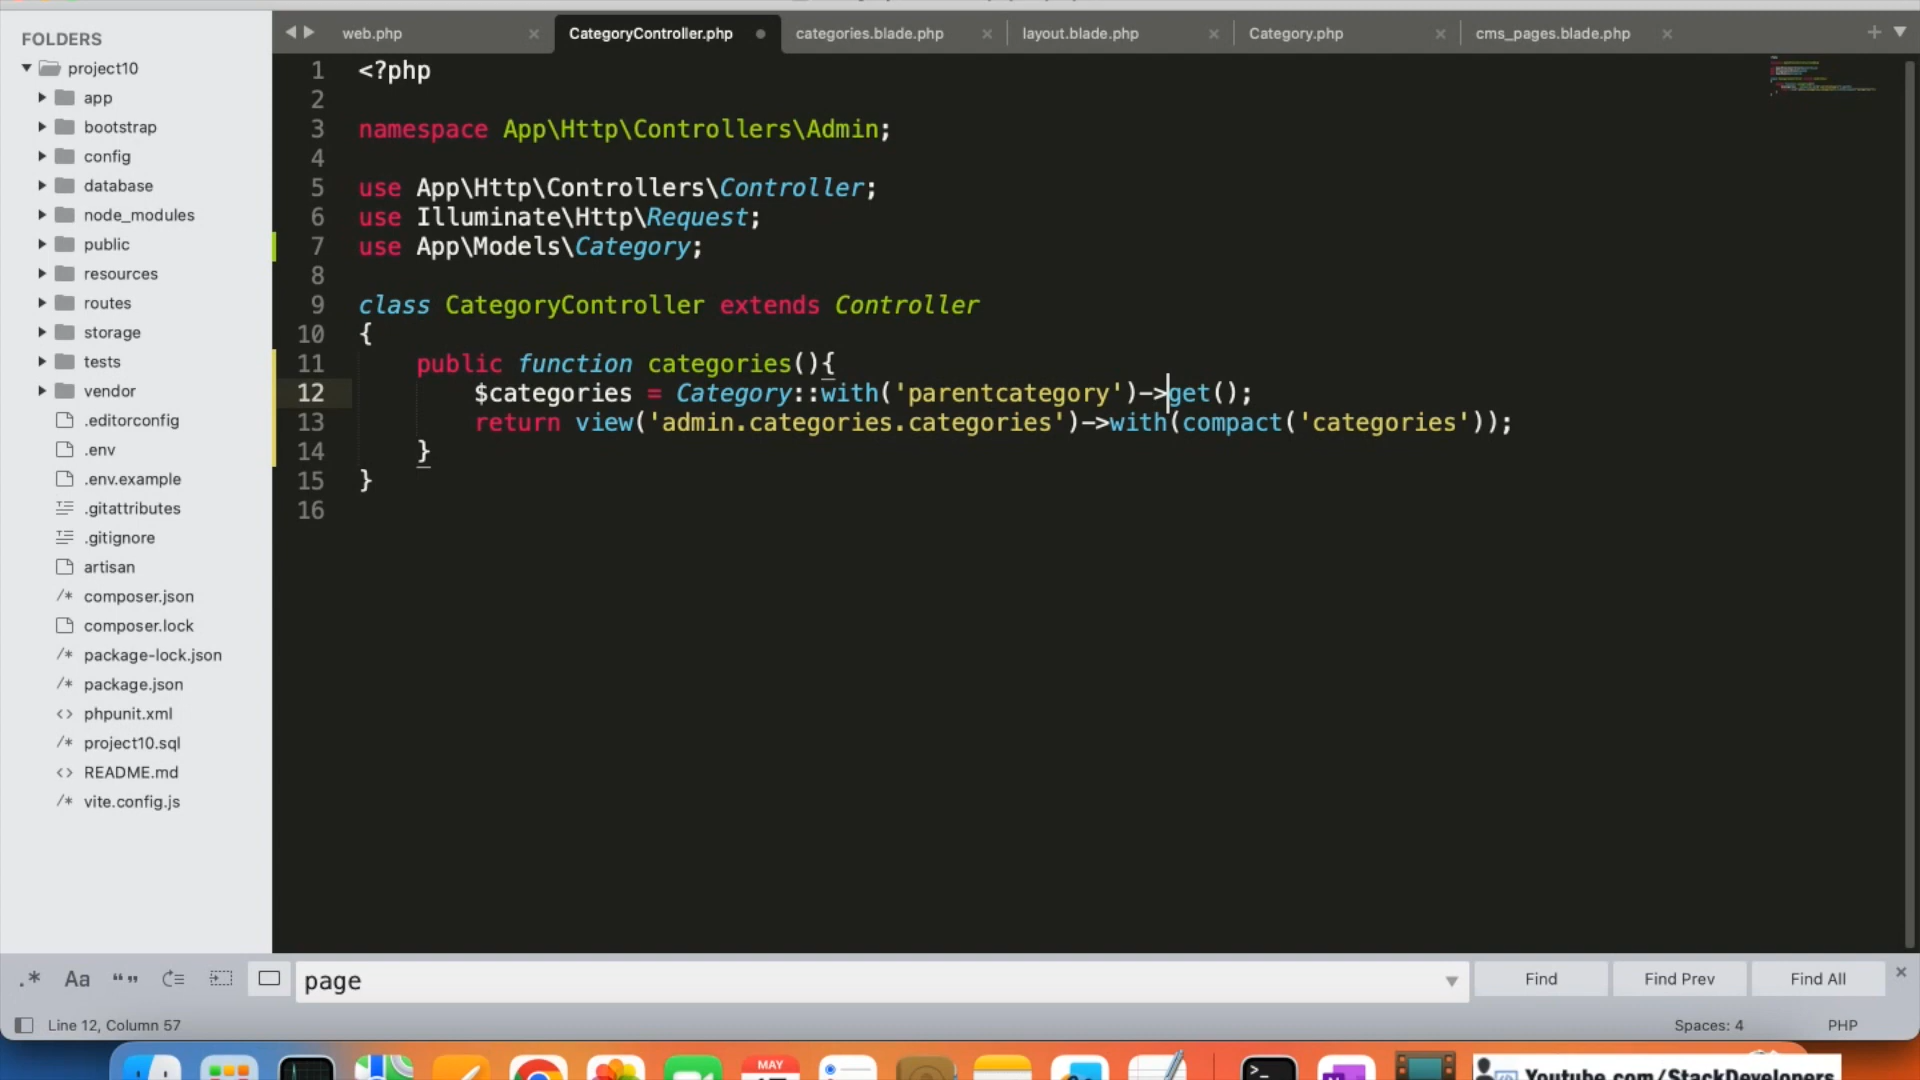 FOLDERS
project10
app
bootstrap
config
database
node_modules
public
resources
routes
storage
tests
vendor
.editorconfig
.env
.env.example
.gitattributes
.gitignore
artisan
composer.json
composer.lock
package-lock.json
package.json
phpunit.xml
project10.sql
README.md
vite.config.js
web.php
CategoryController.php
categories.blade.php
layout.blade.php
Category.php
cms_pages.blade.php
1 <?php
2
3 namespace App\Http\Controllers\Admin;
4
5 use App\Http\Controllers\Controller;
6 use Illuminate\Http\Request;
7 use App\Models\Category;
8
9 class CategoryController extends Controller
10 {
11 public function categories(){
12 $categories = Category::with('parentcategory')->get();
13 return view('admin.categories.categories')->with(compact('categories'));
14 }
15 }
16
.* Aa “” page Find Find Prev Find All
Line 12, Column 57
Spaces: 4 PHP
MAY
Youtube.com/StackDevelopers